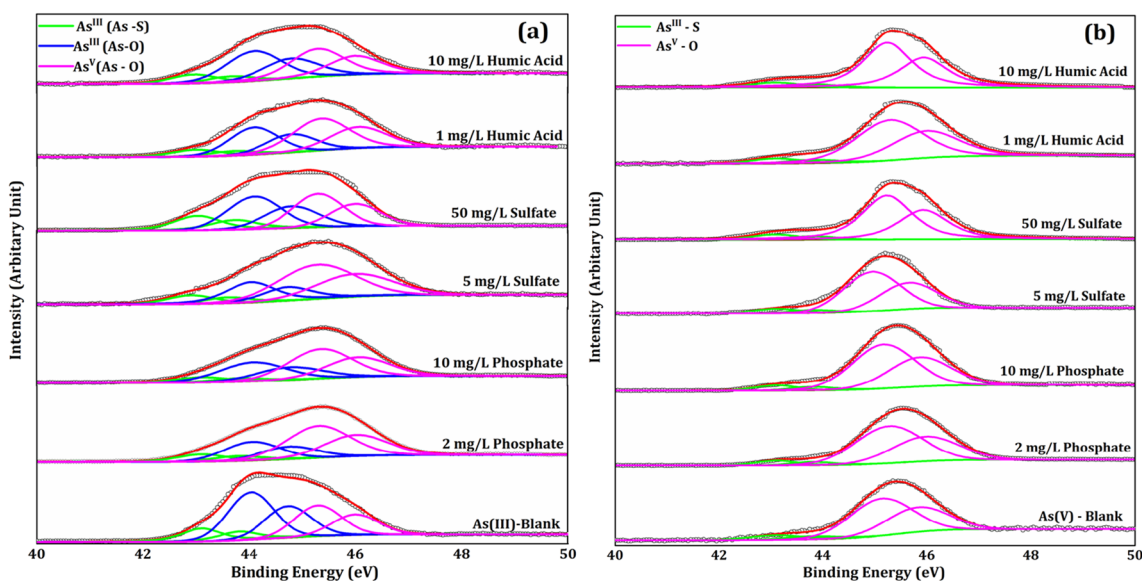 As^III (As -S)
As^III (As-O)
As^V(As - O)
(a)
10 mg/L Humic Acid
1 mg/L Humic Acid
50 mg/L Sulfate
5 mg/L Sulfate
10 mg/L Phosphate
2 mg/L Phosphate
As(III)-Blank
Intensity (Arbitary Unit)
40 42 44 46 48 50
Binding Energy (eV)
As^III - S
As^V - O
(b)
10 mg/L Humic Acid
1 mg/L Humic Acid
50 mg/L Sulfate
5 mg/L Sulfate
10 mg/L Phosphate
2 mg/L Phosphate
As(V) - Blank
Intensity (Arbitary Unit)
40 42 44 46 48 50
Binding Energy (eV)